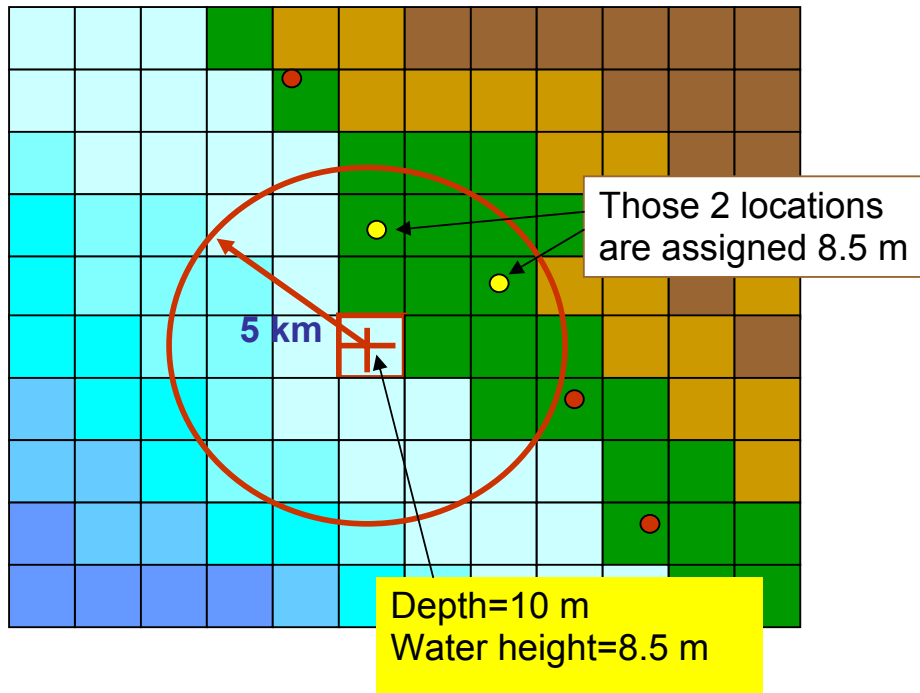 Those 2 locations
are assigned 8.5 m
5 km
Depth=10 m
Water height=8.5 m